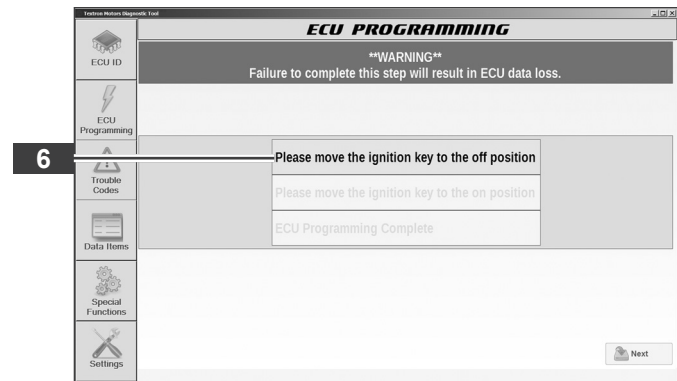 Textron Motors Diagnostic Tool
ECU PROGRAMMING
ECU ID
**WARNING**
Failure to complete this step will result in ECU data loss.
ECU
Programming
6
Please move the ignition key to the off position
Trouble
Codes
Please move the ignition key to the on position
ECU Programming Complete
Data Items
Special
Functions
Settings
Next